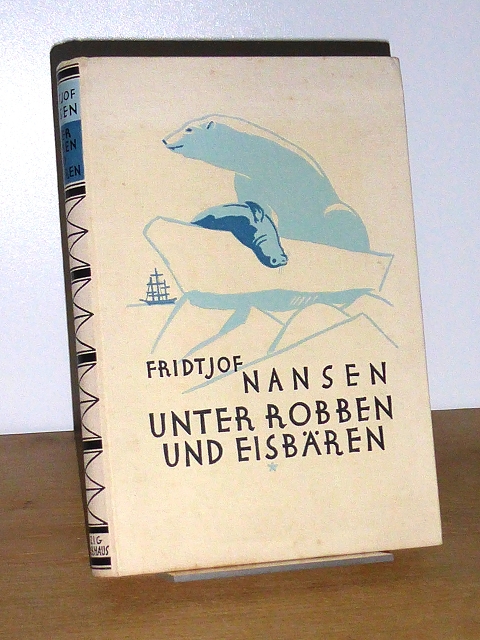 FRIDTJOF
NANSEN
UNTER ROBBEN
UND EISBÄREN